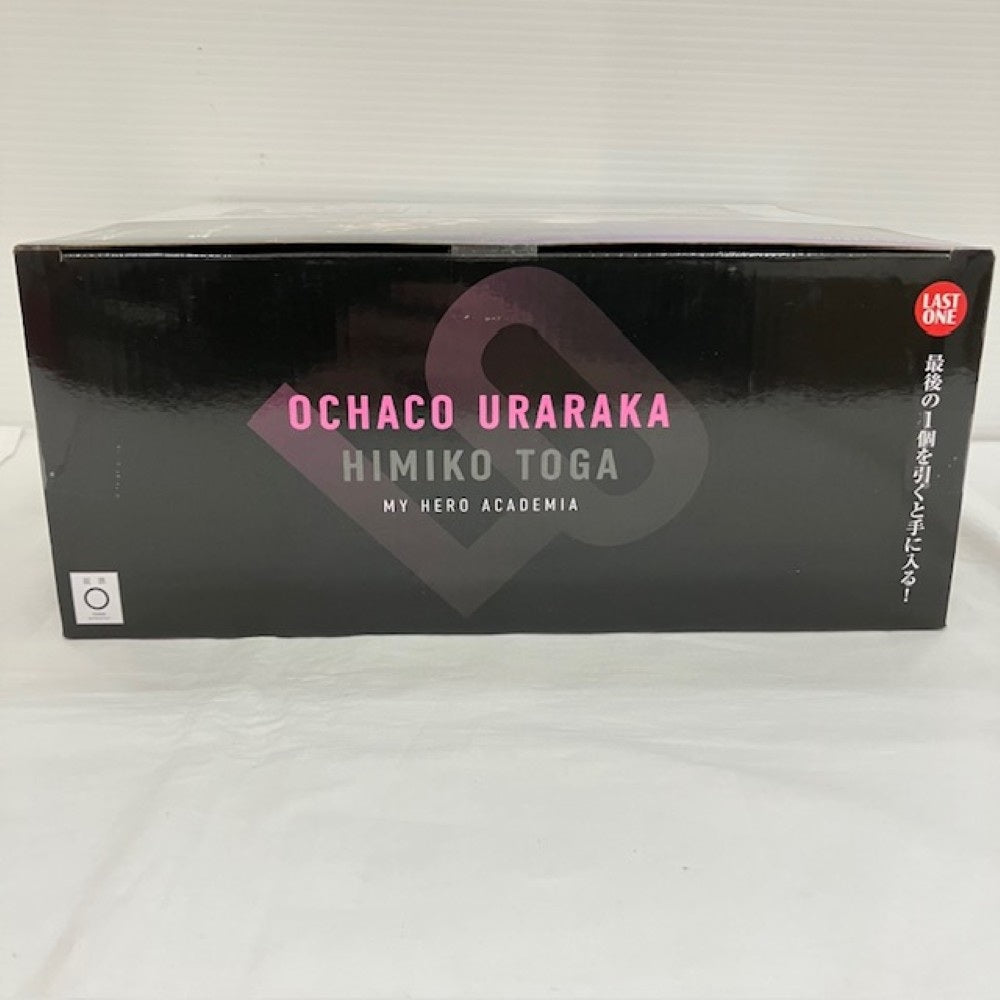 OCHACO URARAKA
HIMIKO TOGA
MY HERO ACADEMIA
LAST
ONE
最後の1個を引くと手に入る!